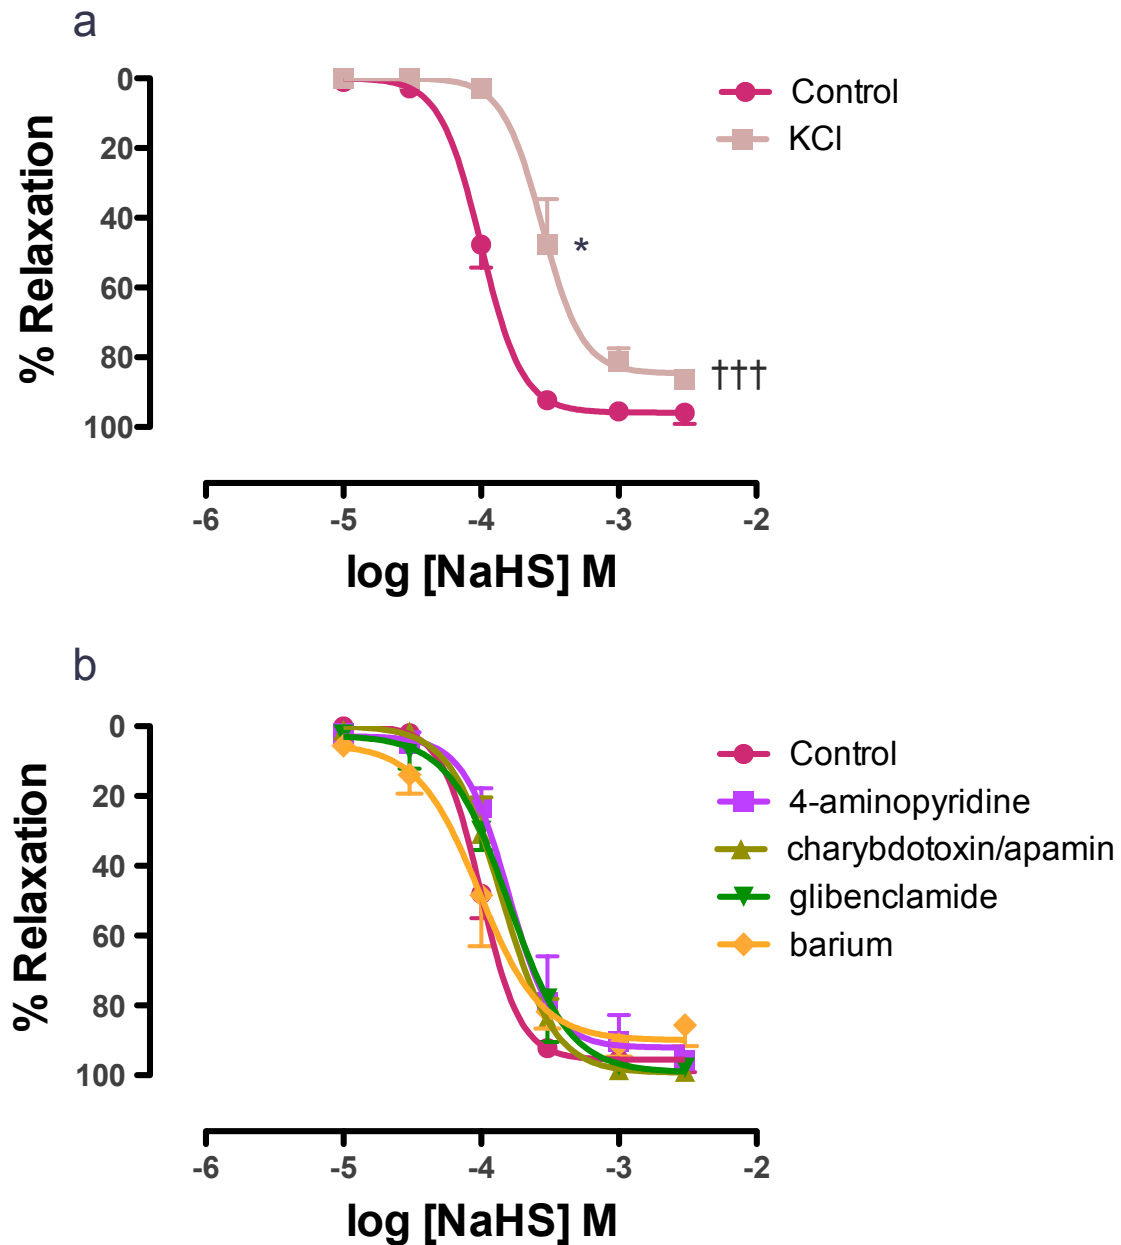 a
0
20
40
60
80
100
% Relaxation
Control
KCl
*
†††
-6 -5 -4 -3 -2
log [NaHS] M
b
0
20
40
60
80
100
% Relaxation
Control
4-aminopyridine
charybdotoxin/apamin
glibenclamide
barium
-6 -5 -4 -3 -2
log [NaHS] M